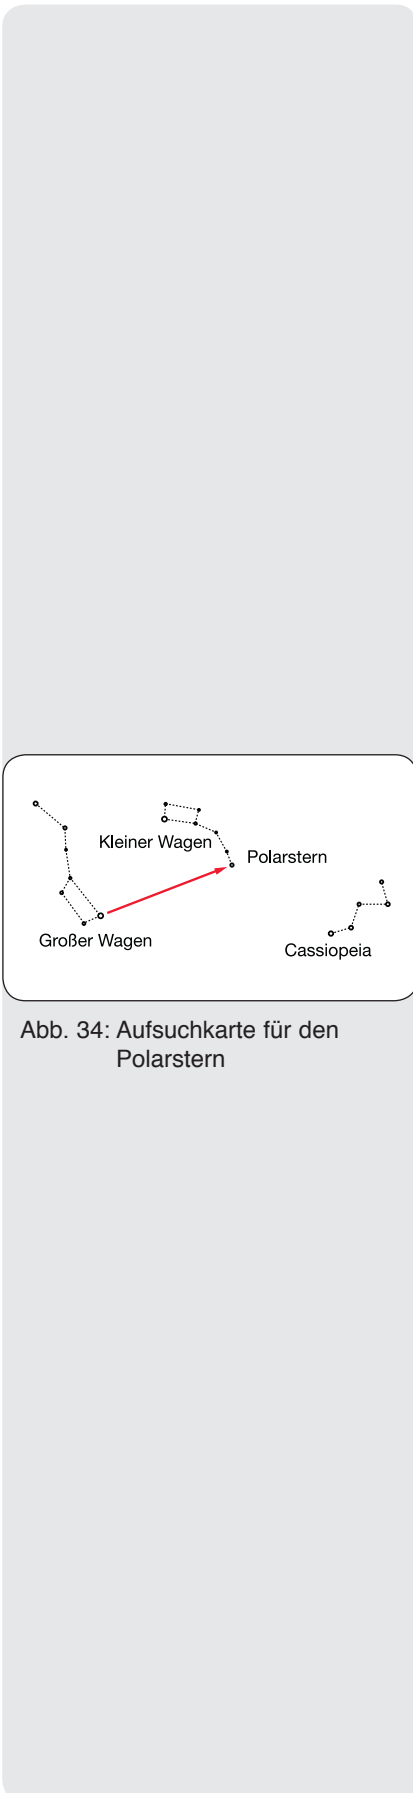 Kleiner Wagen
Polarstern
Großer Wagen
Cassiopeia
Abb. 34: Aufsuchkarte für den
Polarstern